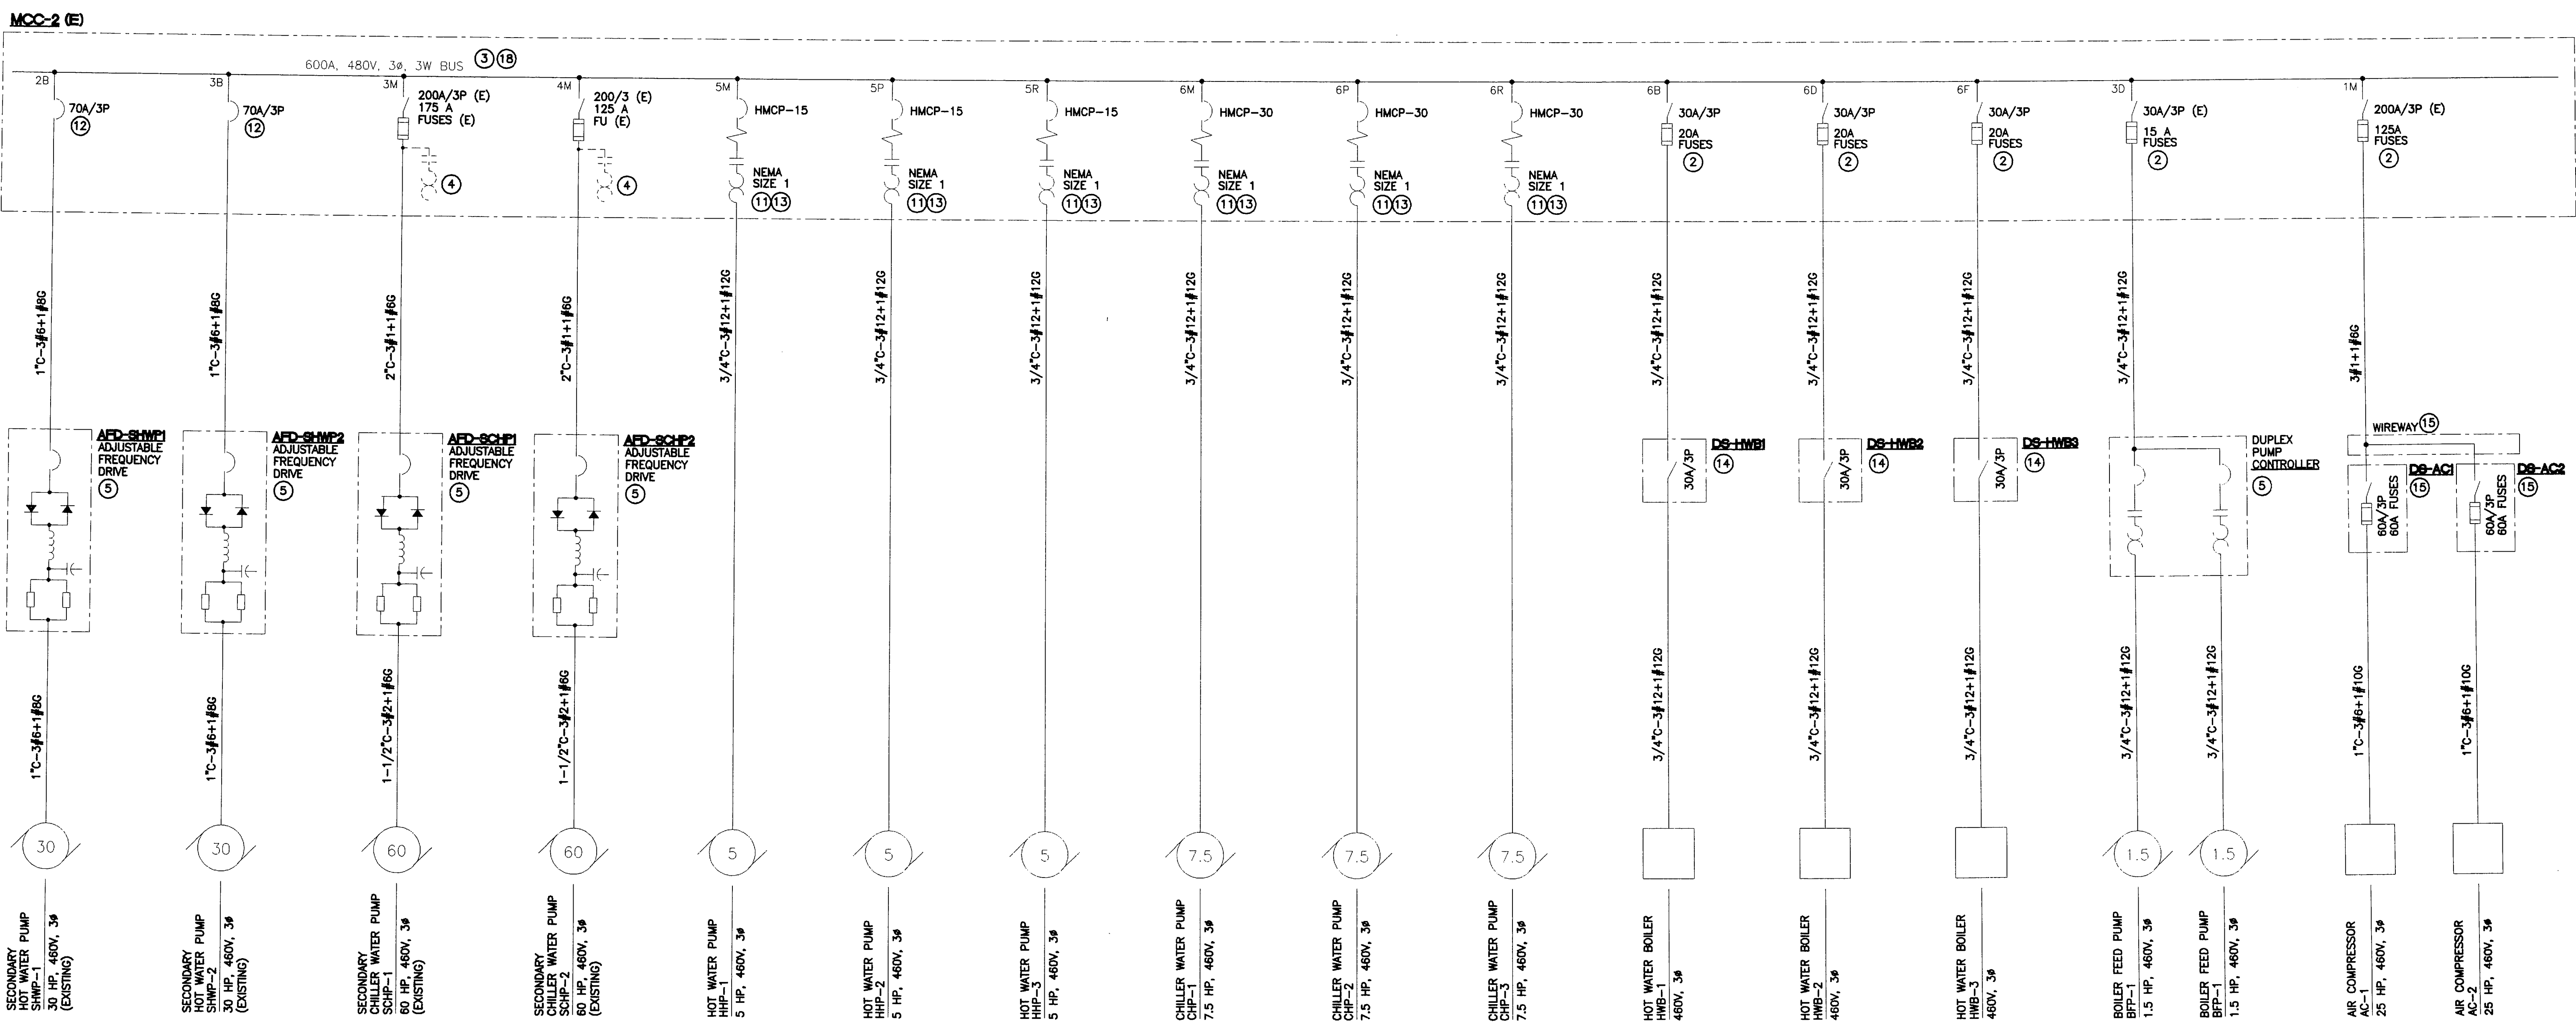 MCC-2 (E)
600A, 480V, 3ø, 3W BUS 3 18
2B
70A/3P
12
3B
70A/3P
12
3M
200A/3P (E)
175 A
FUSES (E)
4
4M
200/3 (E)
125 A
FU (E)
4
5M
HMCP-15
NEMA
SIZE 1
11 13
5P
HMCP-15
NEMA
SIZE 1
11 13
5R
HMCP-15
NEMA
SIZE 1
11 13
6M
HMCP-30
NEMA
SIZE 1
11 13
6P
HMCP-30
NEMA
SIZE 1
11 13
6R
HMCP-30
NEMA
SIZE 1
11 13
6B
30A/3P
20A
FUSES
2
6D
30A/3P
20A
FUSES
2
6F
30A/3P
20A
FUSES
2
3D
30A/3P (E)
15 A
FUSES
2
1M
200A/3P (E)
125A
FUSES
2
1"C-3#6+1#8G
1"C-3#6+1#8G
2"C-3#1+1#6G
2"C-3#1+1#6G
3/4"C-3#12+1#12G
3/4"C-3#12+1#12G
3/4"C-3#12+1#12G
3/4"C-3#12+1#12G
3/4"C-3#12+1#12G
3/4"C-3#12+1#12G
3/4"C-3#12+1#12G
3/4"C-3#12+1#12G
3/4"C-3#12+1#12G
3/4"C-3#12+1#12G
3#1+1#6G
AFD-SHWP1
ADJUSTABLE
FREQUENCY
DRIVE
5
AFD-SHWP2
ADJUSTABLE
FREQUENCY
DRIVE
5
AFD-SCHP1
ADJUSTABLE
FREQUENCY
DRIVE
5
AFD-SCHP2
ADJUSTABLE
FREQUENCY
DRIVE
5
DS-HWB1
14
30A/3P
DS-HWB2
14
30A/3P
DS-HWB3
14
30A/3P
DUPLEX
PUMP
CONTROLLER
5
WIREWAY 15
DS-AC1
15
60A/3P
60A FUSES
DS-AC2
15
60A/3P
60A FUSES
1"C-3#6+1#8G
1"C-3#6+1#8G
1-1/2"C-3#2+1#6G
1-1/2"C-3#2+1#6G
3/4"C-3#12+1#12G
3/4"C-3#12+1#12G
3/4"C-3#12+1#12G
3/4"C-3#12+1#12G
3/4"C-3#12+1#12G
1"C-3#6+1#10G
1"C-3#6+1#10G
30
30
60
60
5
5
5
7.5
7.5
7.5
1.5
1.5
SECONDARY
HOT WATER PUMP
SHWP-1
30 HP, 460V, 3ø
(EXISTING)
SECONDARY
HOT WATER PUMP
SHWP-2
30 HP, 460V, 3ø
(EXISTING)
SECONDARY
CHILLER WATER PUMP
SCHP-1
60 HP, 460V, 3ø
(EXISTING)
SECONDARY
CHILLER WATER PUMP
SCHP-2
60 HP, 460V, 3ø
(EXISTING)
HOT WATER PUMP
HHP-1
5 HP, 460V, 3ø
HOT WATER PUMP
HHP-2
5 HP, 460V, 3ø
HOT WATER PUMP
HHP-3
5 HP, 460V, 3ø
CHILLER WATER PUMP
CHP-1
7.5 HP, 460V, 3ø
CHILLER WATER PUMP
CHP-2
7.5 HP, 460V, 3ø
CHILLER WATER PUMP
CHP-3
7.5 HP, 460V, 3ø
HOT WATER BOILER
HWB-1
460V, 3ø
HOT WATER BOILER
HWB-2
460V, 3ø
HOT WATER BOILER
HWB-3
460V, 3ø
BOILER FEED PUMP
BFP-1
1.5 HP, 460V, 3ø
BOILER FEED PUMP
BFP-1
1.5 HP, 460V, 3ø
AIR COMPRESSOR
AC-1
25 HP, 460V, 3ø
AIR COMPRESSOR
AC-2
25 HP, 460V, 3ø